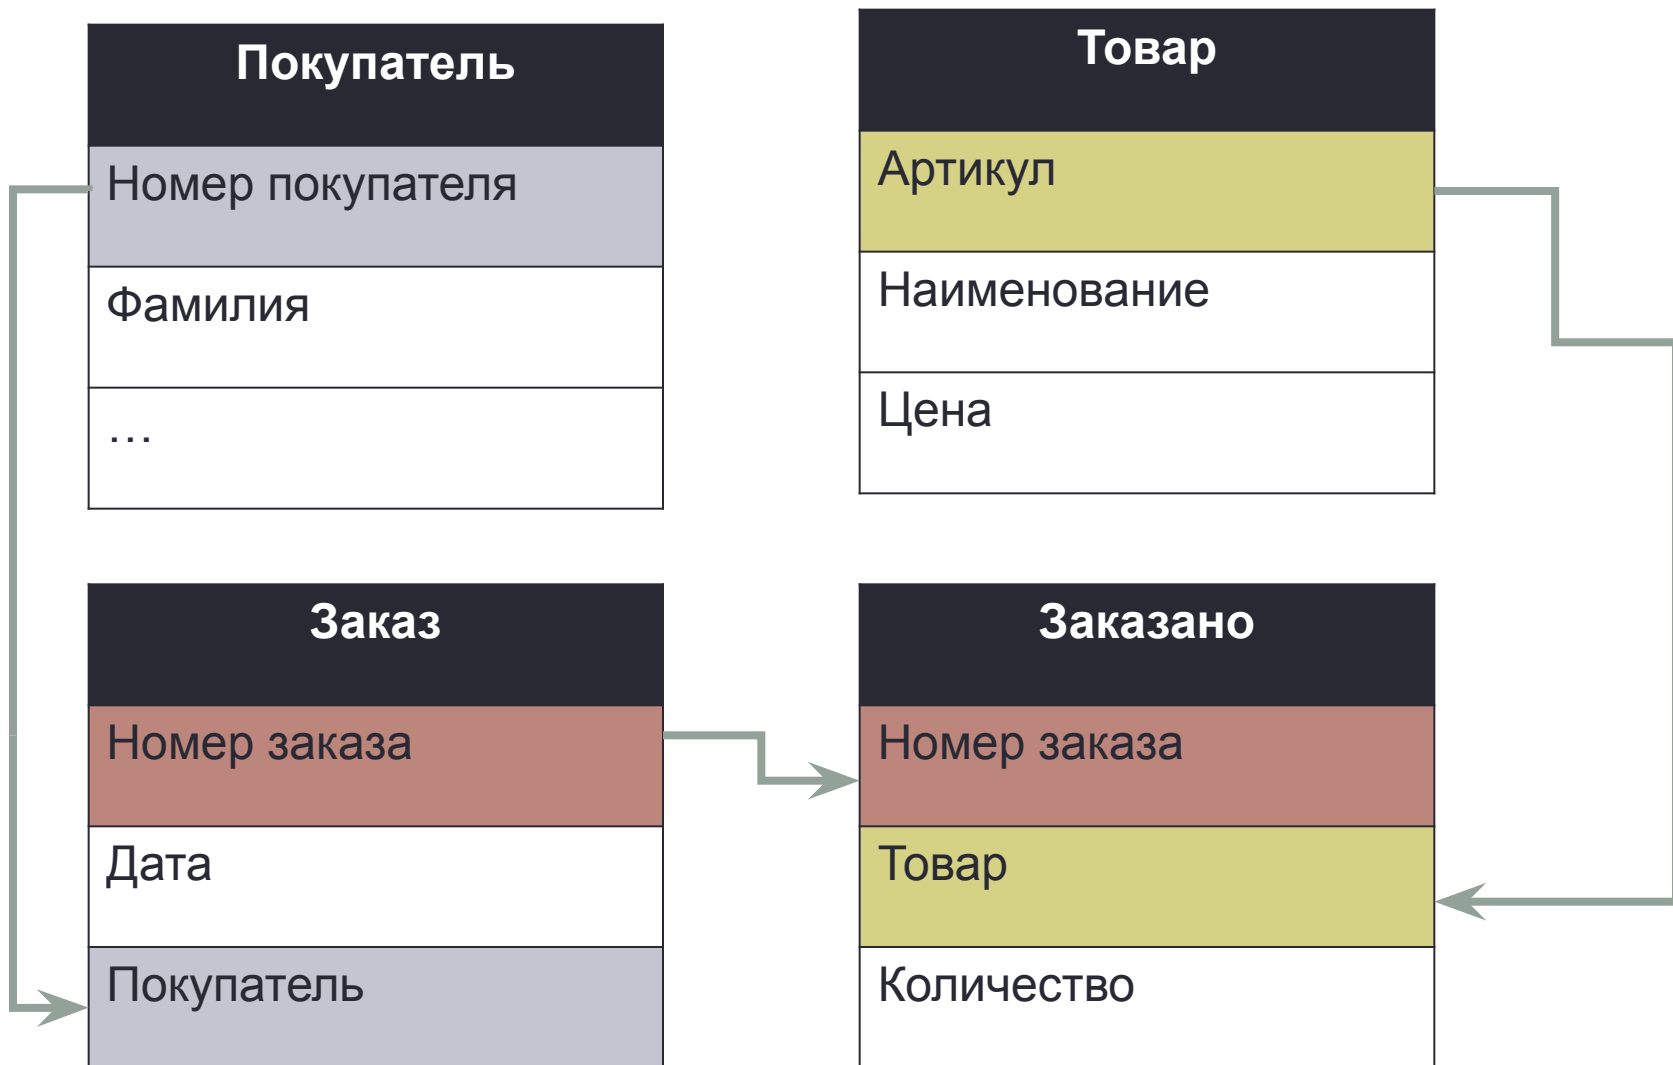 Покупатель
Номер покупателя
Фамилия
…
Товар
Артикул
Наименование
Цена
Заказ
Номер заказа
Дата
Покупатель
Заказано
Номер заказа
Товар
Количество